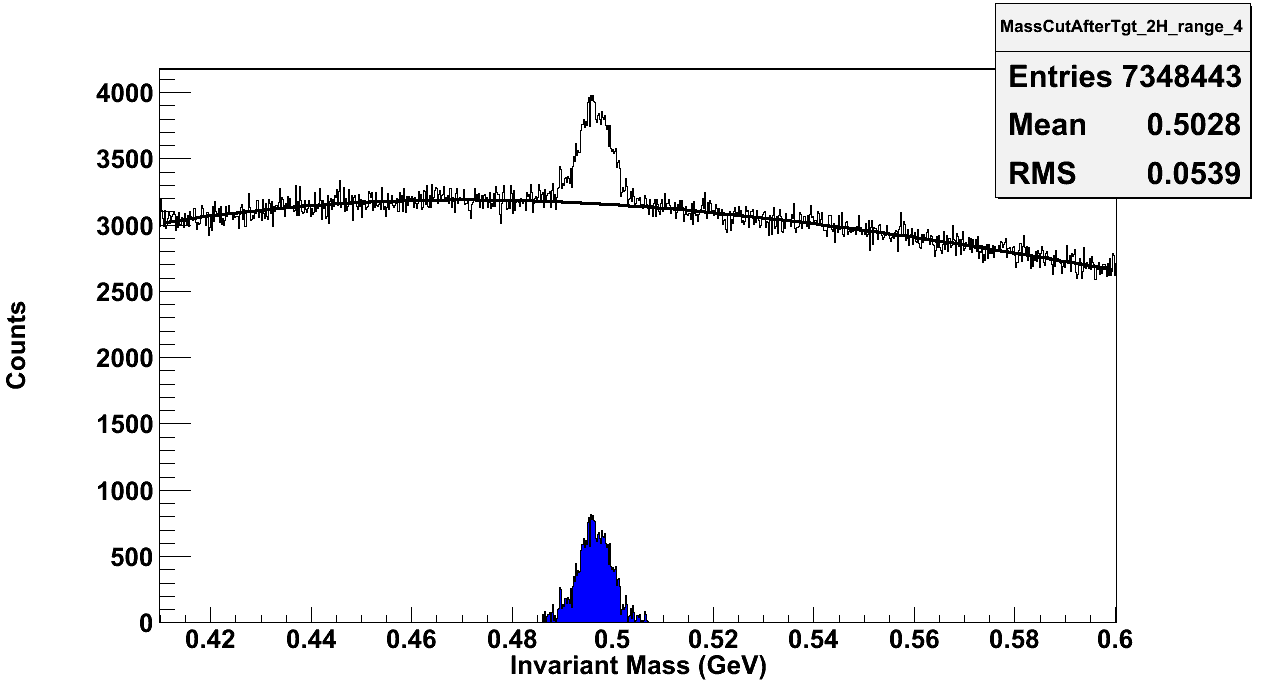 MassCutAfterTgt_2H_range_4
Entries 7348443
Mean 0.5028
RMS 0.0539
4000
3500
3000
2500
2000
1500
1000
500
0
Counts
0.42 0.44 0.46 0.48 0.5 0.52 0.54 0.56 0.58 0.6
Invariant Mass (GeV)